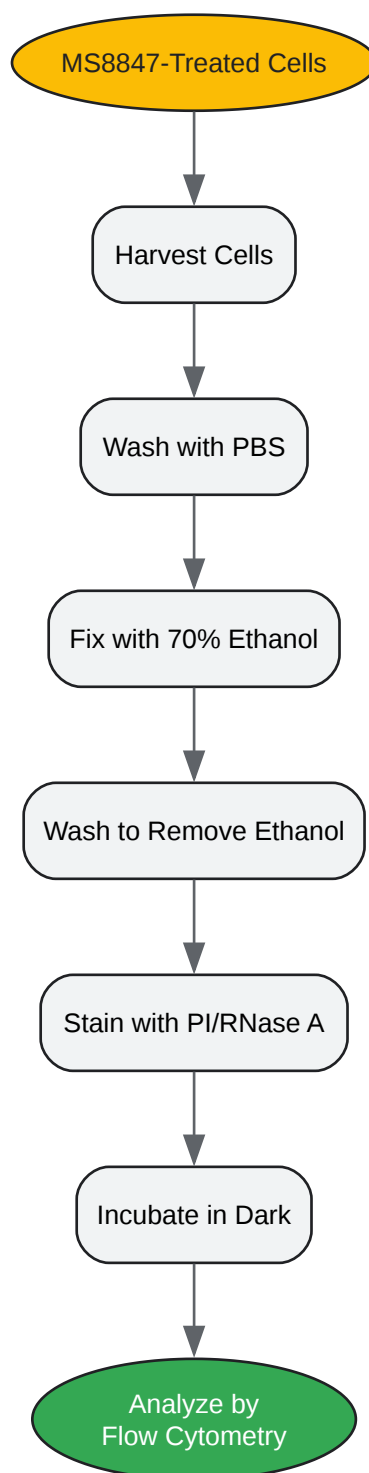 MS8847-Treated Cells
Harvest Cells
Wash with PBS
Fix with 70% Ethanol
Wash to Remove Ethanol
Stain with PI/RNase A
Incubate in Dark
Analyze by
Flow Cytometry